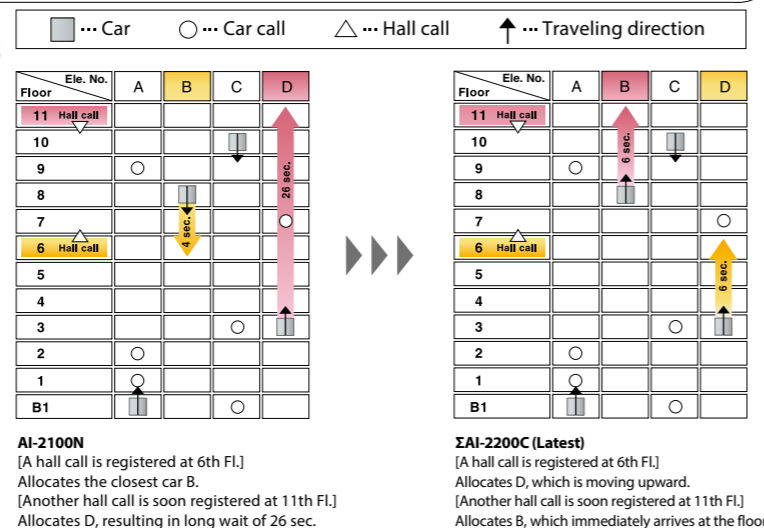 ··· Car ··· Car call ··· Hall call ··· Traveling direction
Ele. No.
Floor A B C D
11 Hall call
10
9
8
7
6 Hall call
5
4
3
2
1
B1
4 sec.
26 sec.
AI-2100N
[A hall call is registered at 6th Fl.]
Allocates the closest car B.
[Another hall call is soon registered at 11th Fl.]
Allocates D, resulting in long wait of 26 sec.
Ele. No.
Floor A B C D
11 Hall call
10
9
8
7
6 Hall call
5
4
3
2
1
B1
6 sec.
6 sec.
ΣAI-2200C (Latest)
[A hall call is registered at 6th Fl.]
Allocates D, which is moving upward.
[Another hall call is soon registered at 11th Fl.]
Allocates B, which immediately arrives at the floor